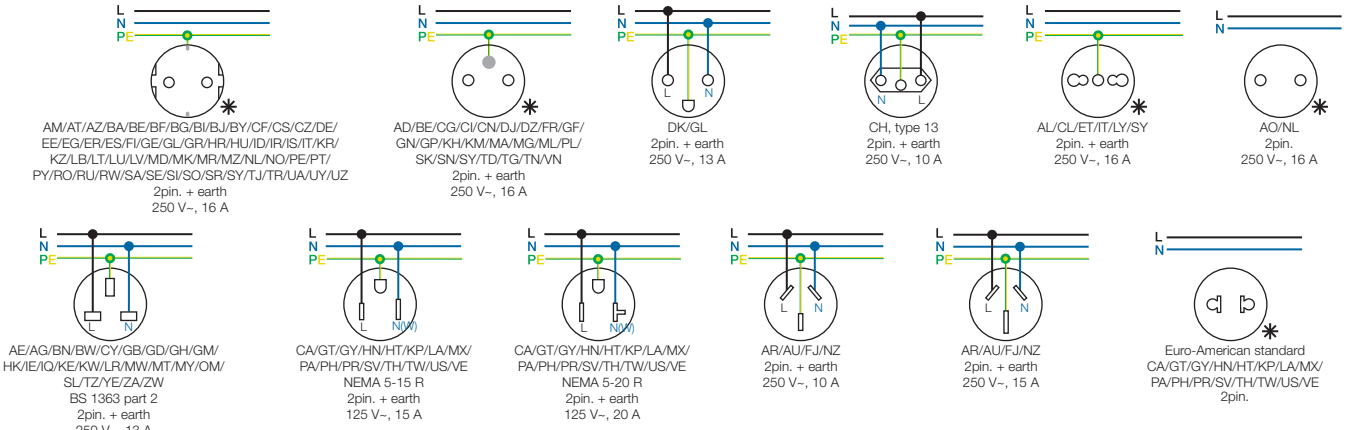 L
N
PE
AM/AT/AZ/BA/BE/BF/BG/BI/BJ/BY/CF/CS/CZ/DE/
EE/EG/ER/ES/FI/GE/GL/GR/HR/HU/ID/IR/IS/IT/KR/
KZ/LB/LT/LU/LV/MD/MK/MR/MZ/NL/NO/PE/PT/
PY/RO/RU/RW/SA/SE/SI/SO/SR/SY/TJ/TR/UA/UY/UZ
2pin. + earth
250 V~, 16 A
L
N
PE
AD/BE/CG/CI/CN/DJ/DZ/FR/GF/
GN/GP/KH/KM/MA/MG/ML/PL/
SK/SN/SY/TD/TG/TN/VN
2pin. + earth
250 V~, 16 A
L
N
PE
L
N
DK/GL
2pin. + earth
250 V~, 13 A
L
N
PE
N
L
CH, type 13
2pin. + earth
250 V~, 10 A
L
N
PE
AL/CL/ET/IT/LY/SY
2pin. + earth
250 V~, 16 A
L
N
AO/NL
2pin.
250 V~, 16 A
L
N
PE
L
N
AE/AG/BN/BW/CY/GB/GD/GH/GM/
HK/IE/IQ/KE/KW/LR/MW/MT/MY/OM/
SL/TZ/YE/ZA/ZW
BS 1363 part 2
2pin. + earth
250 V~, 13 A
L
N
PE
L
N(W)
CA/GT/GY/HN/HT/KP/LA/MX/
PA/PH/PR/SV/TH/TW/US/VE
NEMA 5-15 R
2pin. + earth
125 V~, 15 A
L
N
PE
L
N(W)
CA/GT/GY/HN/HT/KP/LA/MX/
PA/PH/PR/SV/TH/TW/US/VE
NEMA 5-20 R
2pin. + earth
125 V~, 20 A
L
N
PE
L
N
AR/AU/FJ/NZ
2pin. + earth
250 V~, 10 A
L
N
PE
L
N
AR/AU/FJ/NZ
2pin. + earth
250 V~, 15 A
L
N
Euro-American standard
CA/GT/GY/HN/HT/KP/LA/MX/
PA/PH/PR/SV/TH/TW/US/VE
2pin.